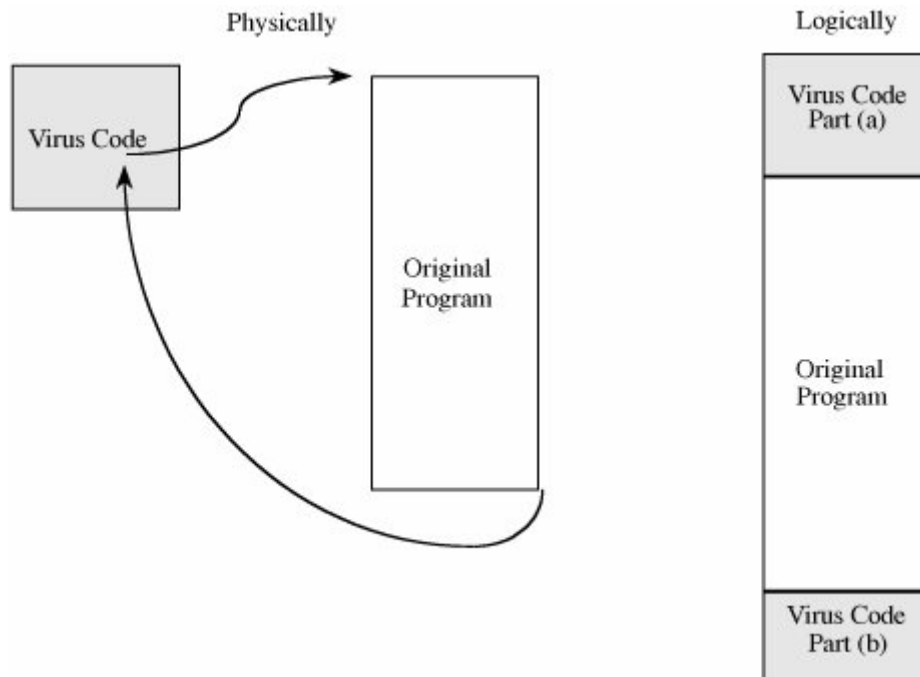 Physically
Logically
Virus Code
Original
Program
Virus Code
Part (a)
Original
Program
Virus Code
Part (b)